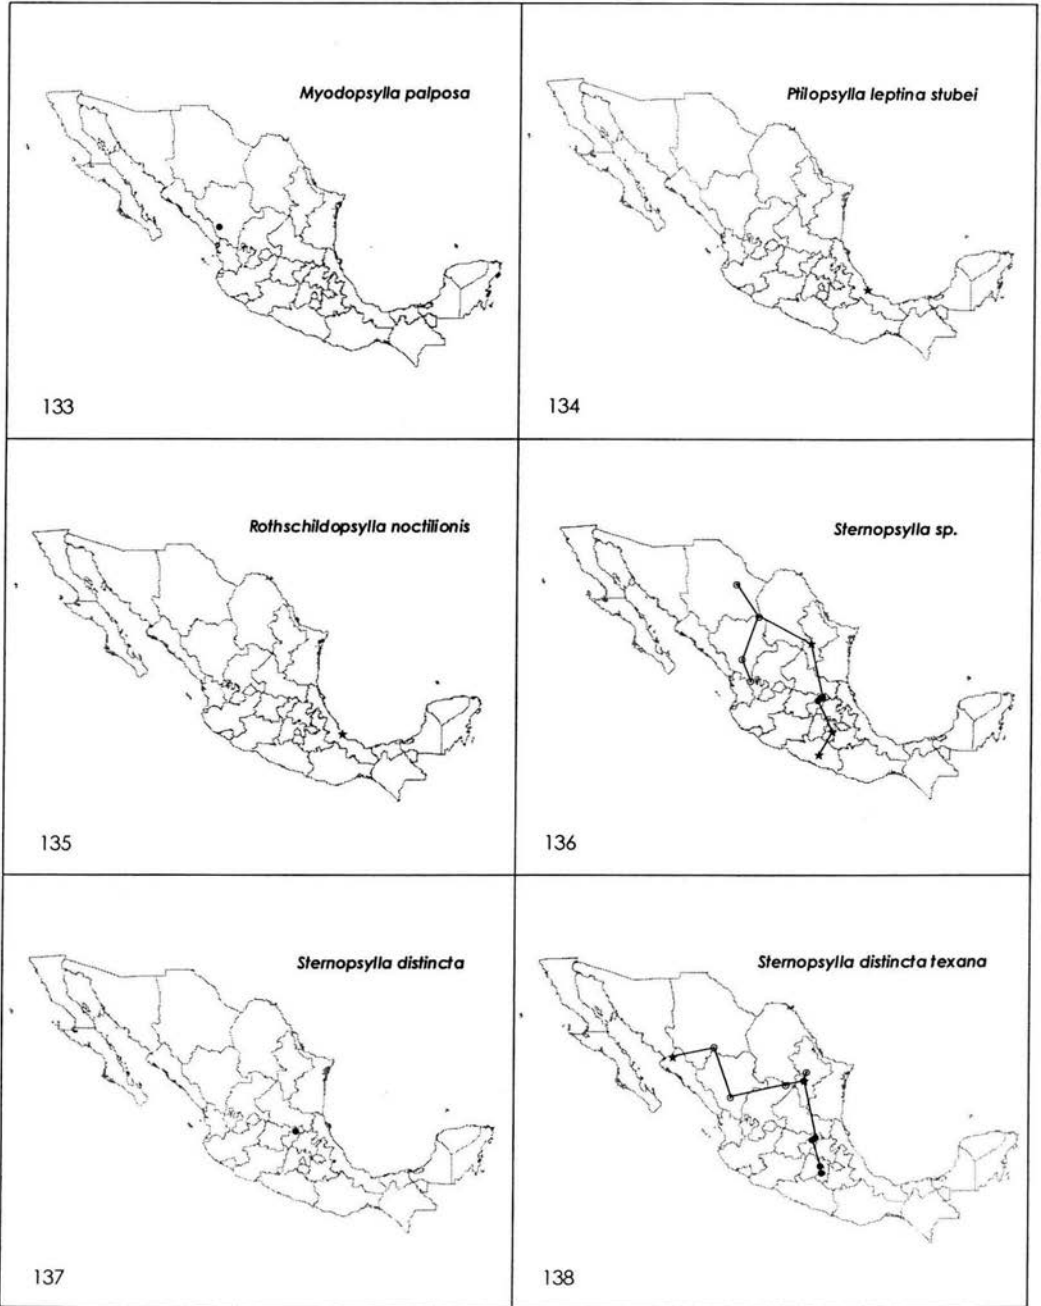 Myodopsylla palposa
133
Ptilopsylla leptina stubei
134
Rothschildopsylla noctilionis
135
Sternopsylla sp.
136
Sternopsylla distincta
137
Sternopsylla distincta texana
138